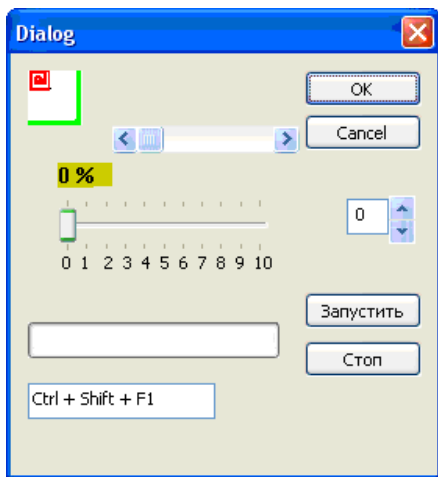 Dialog
OK
Cancel
0 %
0
0 1 2 3 4 5 6 7 8 9 10
Запустить
Стоп
Ctrl + Shift + F1